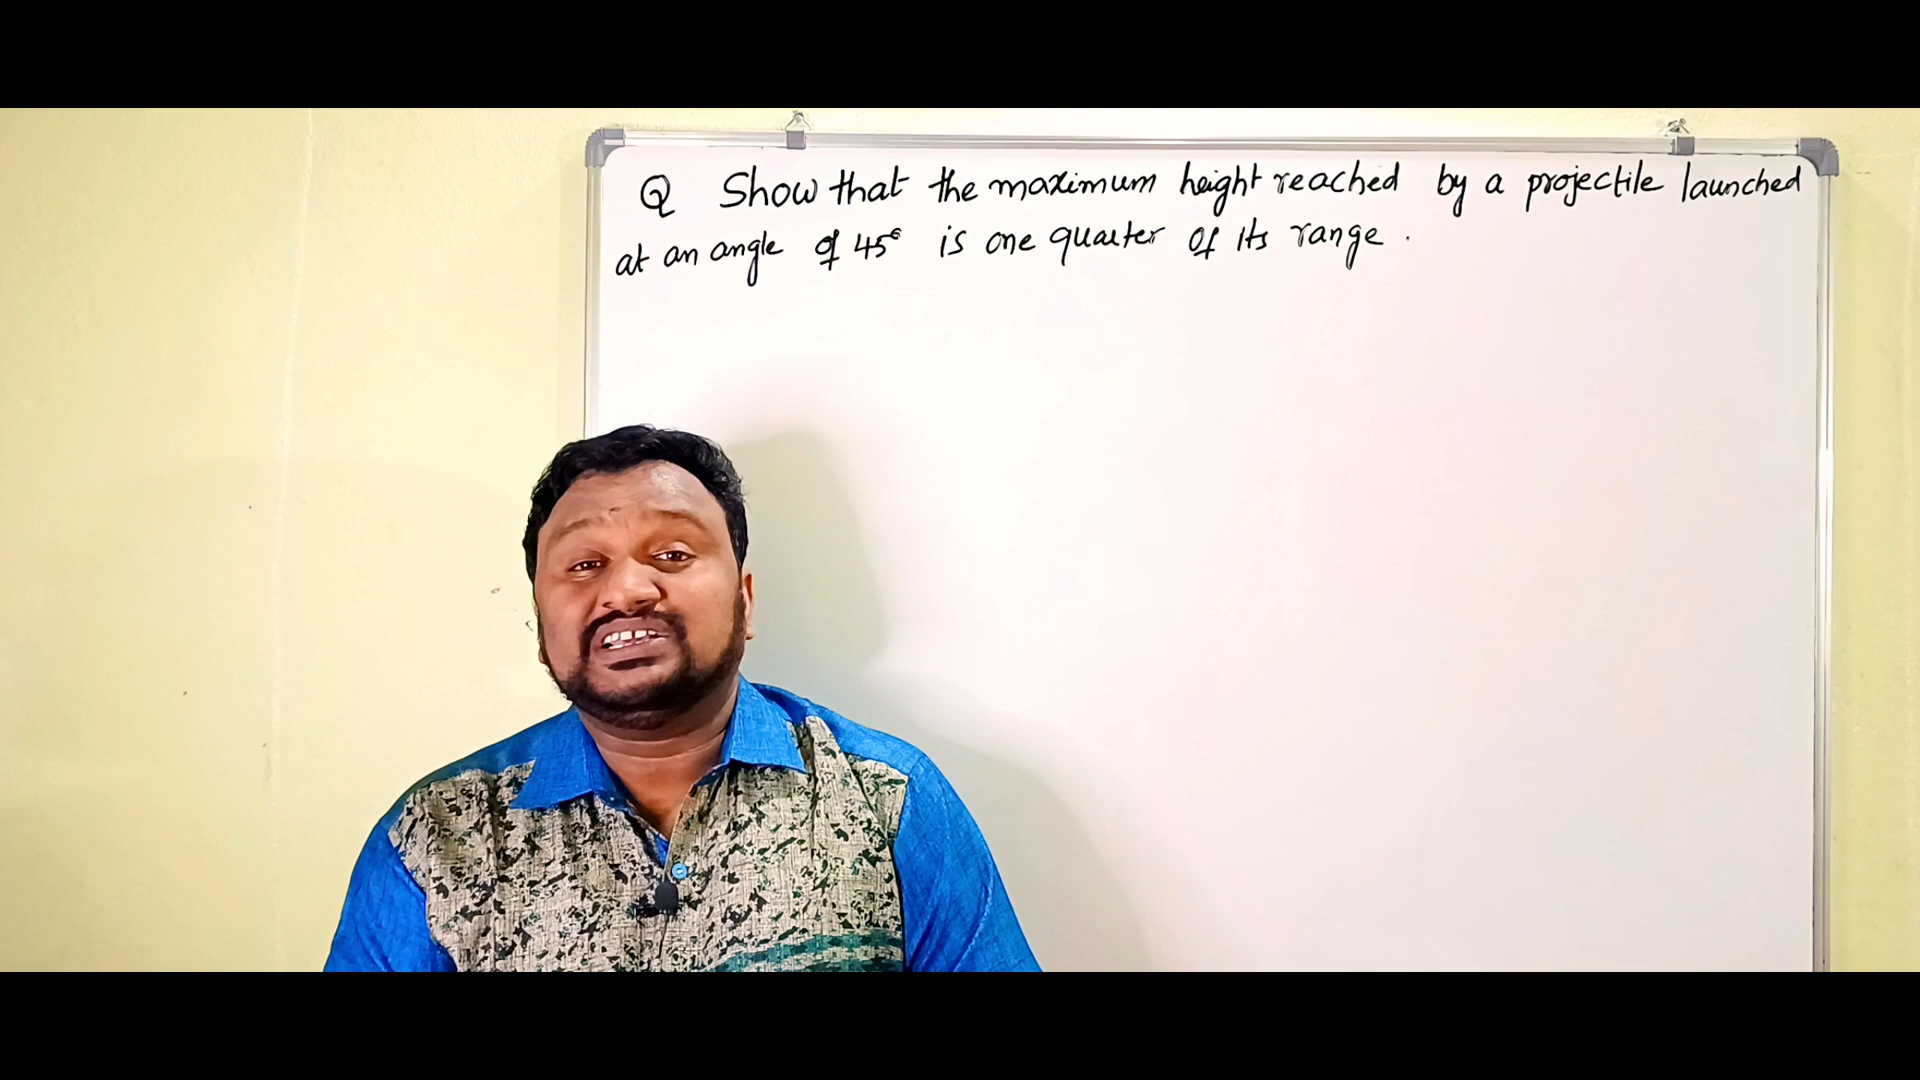 Q Show that the maximum height reached by a projectile launched
at an angle of 45° is one quarter of its range.